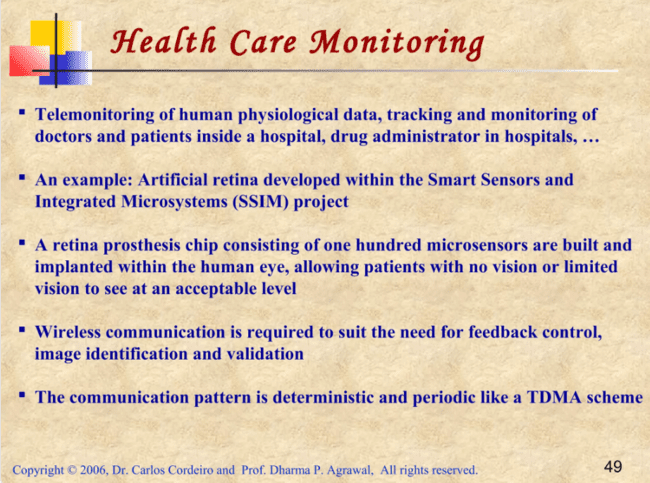 Health Care Monitoring
▪ Telemonitoring of human physiological data, tracking and monitoring of
doctors and patients inside a hospital, drug administrator in hospitals, …
▪ An example: Artificial retina developed within the Smart Sensors and
Integrated Microsystems (SSIM) project
▪ A retina prosthesis chip consisting of one hundred microsensors are built and
implanted within the human eye, allowing patients with no vision or limited
vision to see at an acceptable level
▪ Wireless communication is required to suit the need for feedback control,
image identification and validation
▪ The communication pattern is deterministic and periodic like a TDMA scheme
Copyright © 2006, Dr. Carlos Cordeiro and Prof. Dharma P. Agrawal, All rights reserved.
49